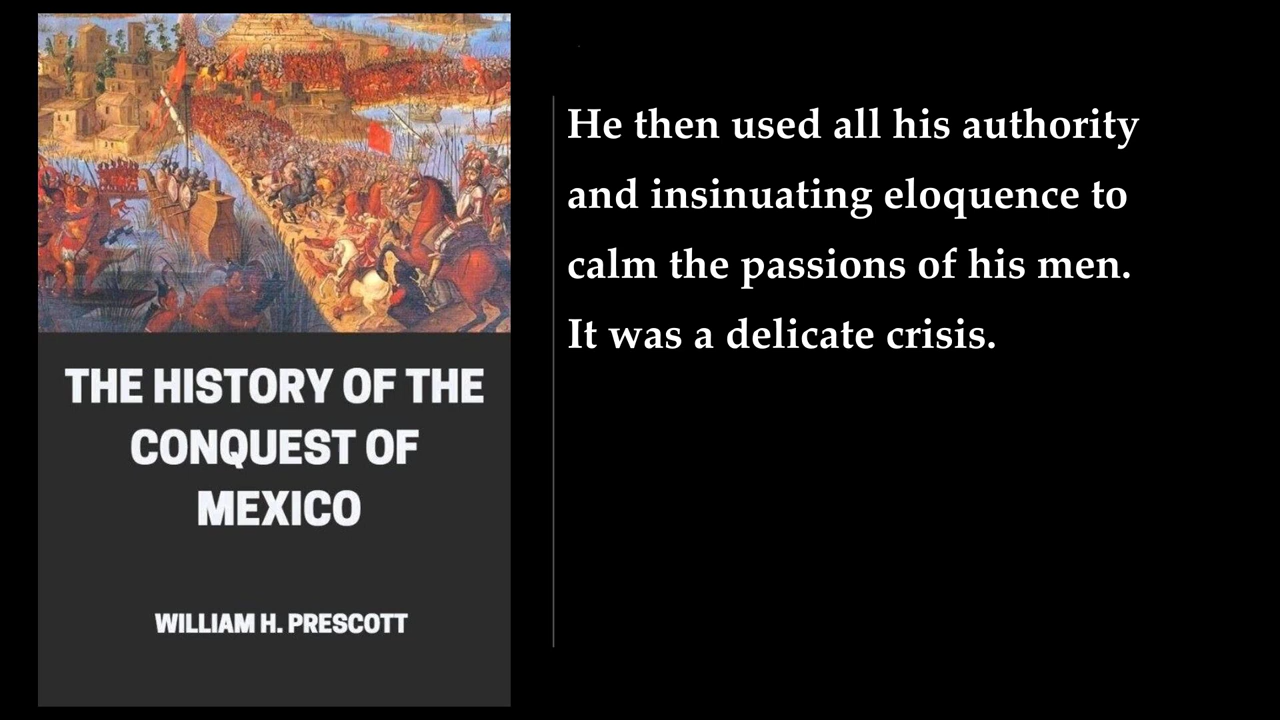 THE HISTORY OF THE
CONQUEST OF
MEXICO
WILLIAM H. PRESCOTT
He then used all his authority
and insinuating eloquence to
calm the passions of his men.
It was a delicate crisis.